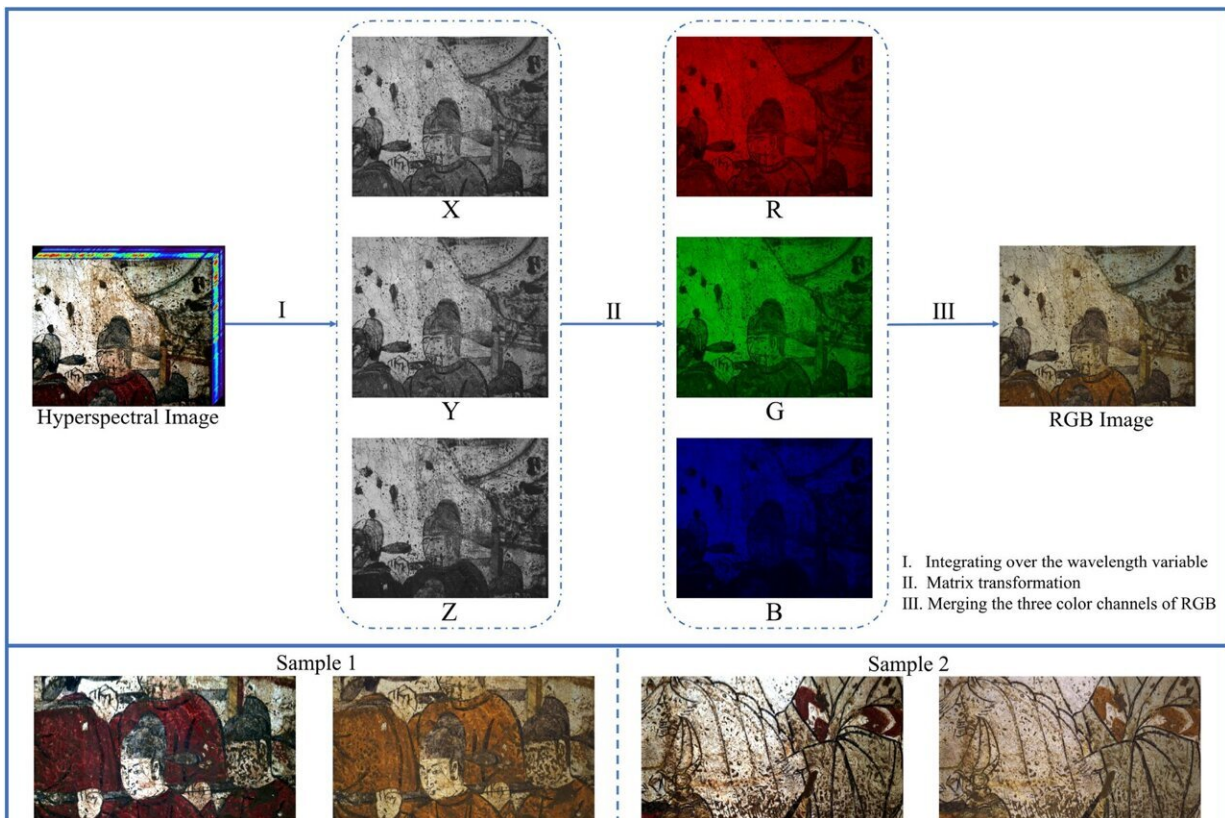 X
R
Hyperspectral Image
I
Y
II
G
III
RGB Image
Z
B
I. Integrating over the wavelength variable
II. Matrix transformation
III. Merging the three color channels of RGB
Sample 1
Sample 2